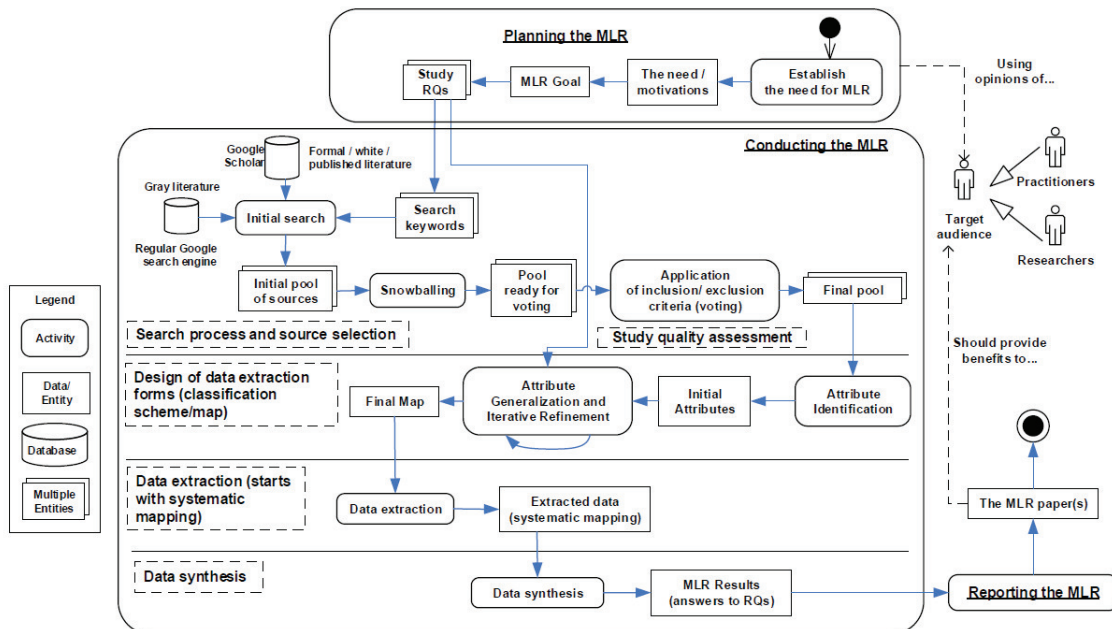 Planning the MLR
Study
RQs
MLR Goal
The need /
motivations
Establish
the need for MLR
Using
opinions of...
Conducting the MLR
Google
Scholar
Formal / white /
published literature
Gray literature
Initial search
Search
keywords
Regular Google
search engine
Initial pool
of sources
Snowballing
Pool
ready for
voting
Application
of inclusion/ exclusion
criteria (voting)
Final pool
Search process and source selection
Study quality assessment
Practitioners
Target
audience
Researchers
Should provide
benefits to...
Legend
Activity
Data/
Entity
Database
Multiple
Entities
Design of data extraction
forms (classification
scheme/map)
Final Map
Attribute
Generalization and
Iterative Refinement
Initial
Attributes
Attribute
Identification
Data extraction (starts
with systematic
mapping)
Data extraction
Extracted data
(systematic mapping)
The MLR paper(s)
Data synthesis
Data synthesis
MLR Results
(answers to RQs)
Reporting the MLR